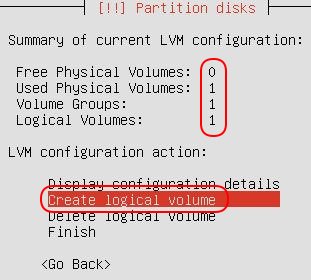 [!!] Partition disks
Summary of current LVM configuration:
Free Physical Volumes: 0
Used Physical Volumes: 1
Volume Groups: 1
Logical Volumes: 1
LVM configuration action:
Display configuration details
Create logical volume
Delete logical volume
Finish
<Go Back>